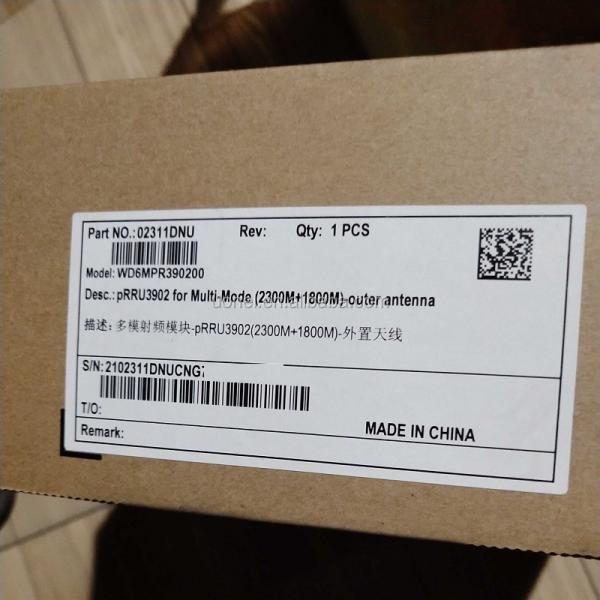 Part NO.:02311DNU Rev: Qty: 1 PCS
Model: WD6MPR390200
Desc.: pRRU3902 for Multi-Mode (2300M+1800M)-outer antenna
描述: 多模射频模块-pRRU3902(2300M+1800M)-外置天线
S/N: 2102311DNUCNG
T/O:
Remark: MADE IN CHINA